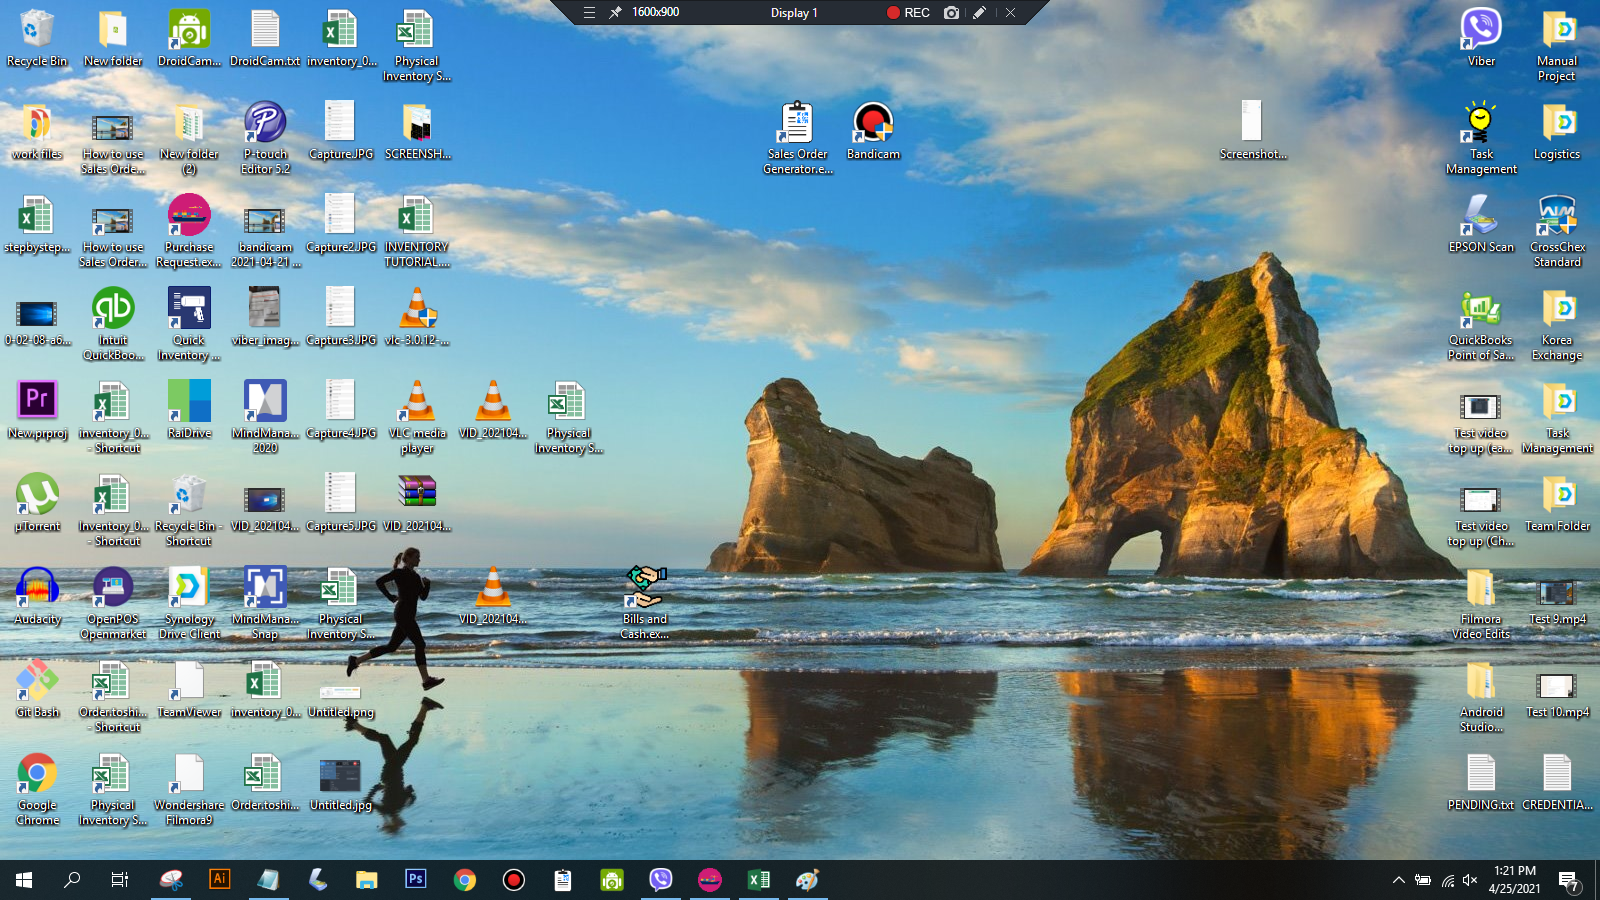 1600x900
Display 1
REC
Recycle Bin
New folder
DroidCam...
DroidCam.txt
inventory_0...
Physical
Inventory S...
Viber
Manual
Project
work files
How to use
Sales Orde...
New folder
(2)
P-touch
Editor 5.2
Capture.JPG
SCREENSH...
Sales Order
Generator.e...
Bandicam
Screenshot...
Task
Management
Logistics
stepbystep...
How to use
Sales Order...
Purchase
Request.ex...
bandicam
2021-04-21 ...
Capture2.JPG
INVENTORY
TUTORIAL....
EPSON Scan
CrossChex
Standard
0-02-08-a6...
Intuit
QuickBoo...
Quick
Inventory ...
viber_imag...
Capture3.JPG
vlc-3.0.12-...
QuickBooks
Point of Sa...
Korea
Exchange
Pr
New.prproj
inventory_0...
- Shortcut
RaiDrive
MindMana...
2020
Capture4.JPG
VLC media
player
VID_202104...
Physical
Inventory S...
Test video
top up (ea...
Task
Management
µTorrent
Inventory_0...
- Shortcut
Recycle Bin -
Shortcut
VID_202104...
Capture5.JPG
VID_202104...
Test video
top up (Ch...
Team Folder
Audacity
OpenPOS
Openmarket
Synology
Drive Client
MindMana...
Snap
Physical
Inventory S...
VID_202104...
Bills and
Cash.ex...
Filmora
Video Edits
Test 9.mp4
Git Bash
Order.toshi...
- Shortcut
TeamViewer
inventory_0...
Untitled.png
Android
Studio...
Test 10.mp4
Google
Chrome
Physical
Inventory S...
Wondershare
Filmora9
Order.toshi...
Untitled.jpg
PENDING.txt
CREDENTIA...
Ai
Ps
1:21 PM
4/25/2021
7